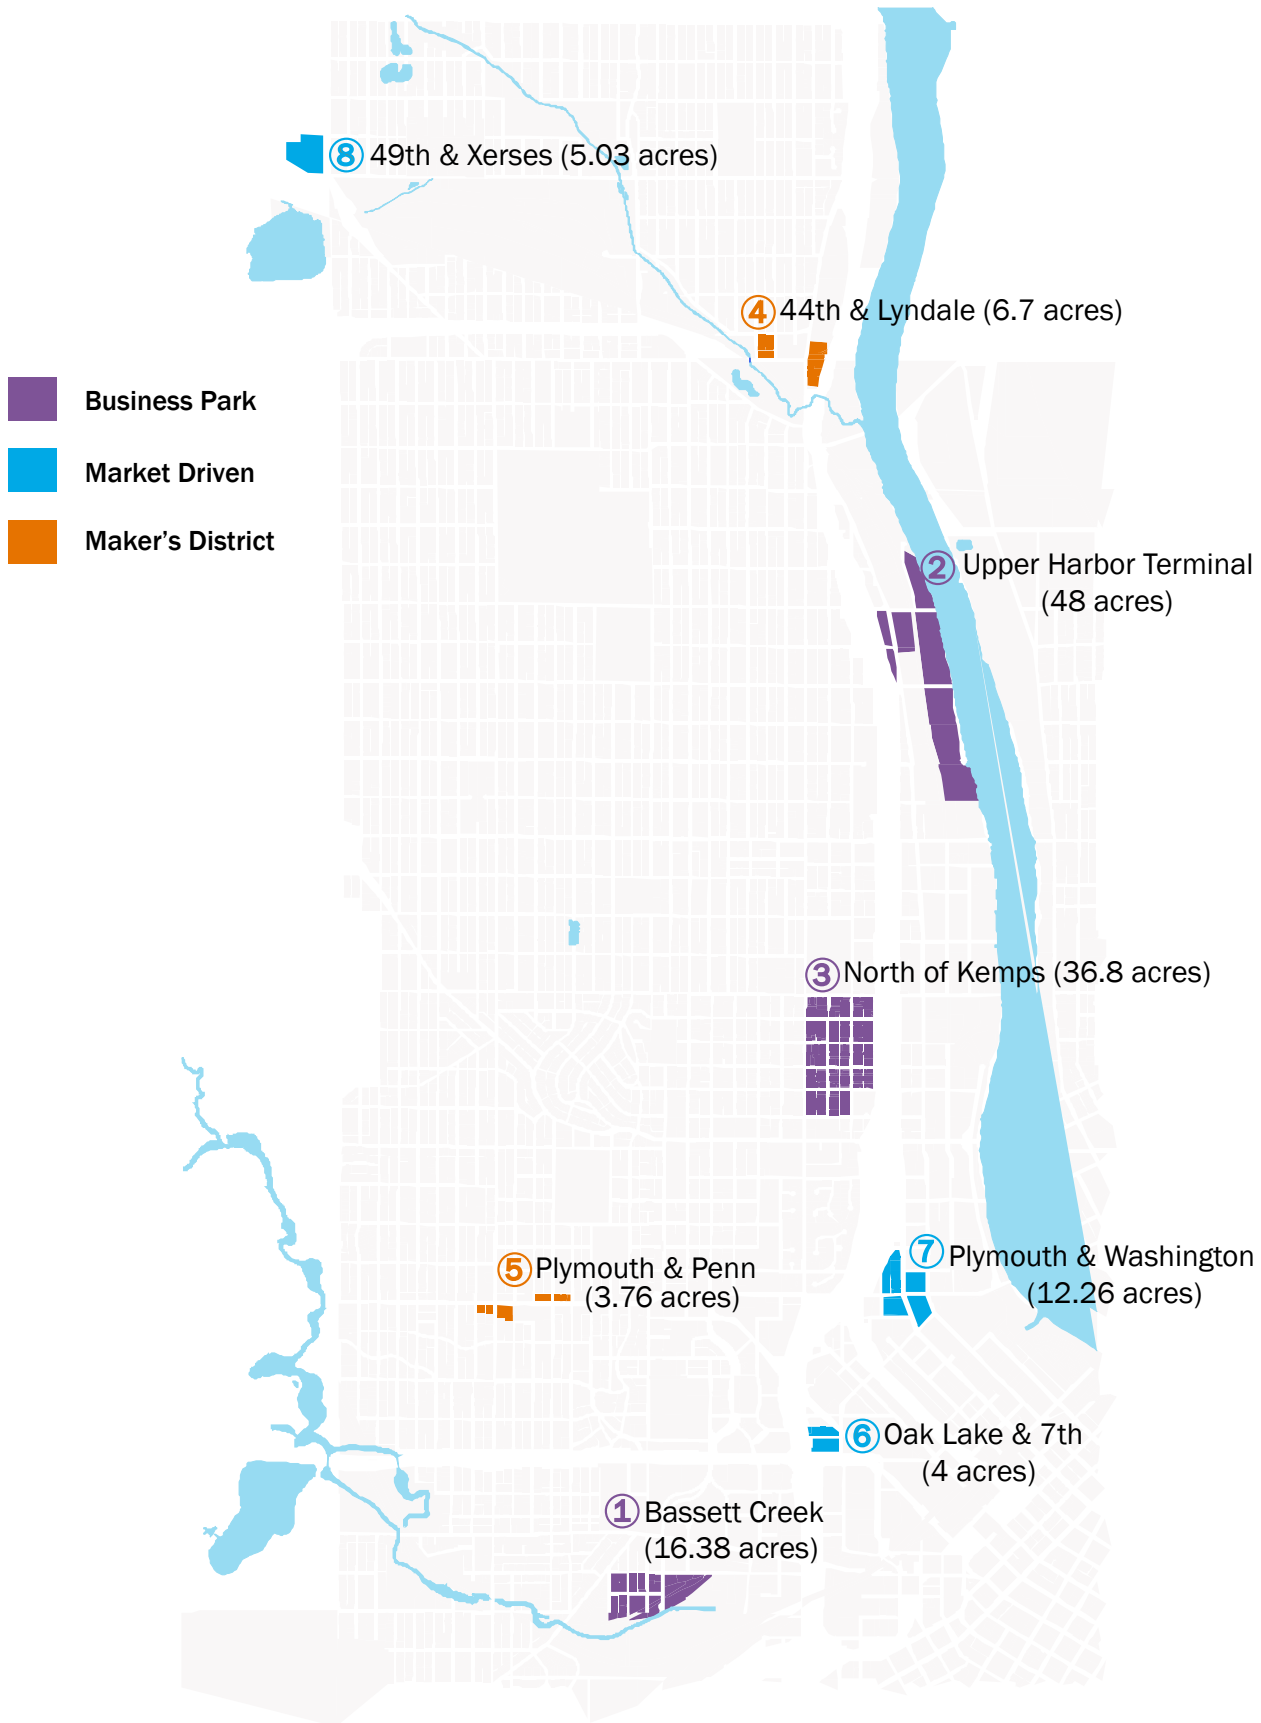 8 49th & Xerses (5.03 acres)
4 44th & Lyndale (6.7 acres)
Business Park
Market Driven
Maker's District
2 Upper Harbor Terminal
(48 acres)
3 North of Kemps (36.8 acres)
7 Plymouth & Washington
(12.26 acres)
5 Plymouth & Penn
(3.76 acres)
6 Oak Lake & 7th
(4 acres)
1 Bassett Creek
(16.38 acres)